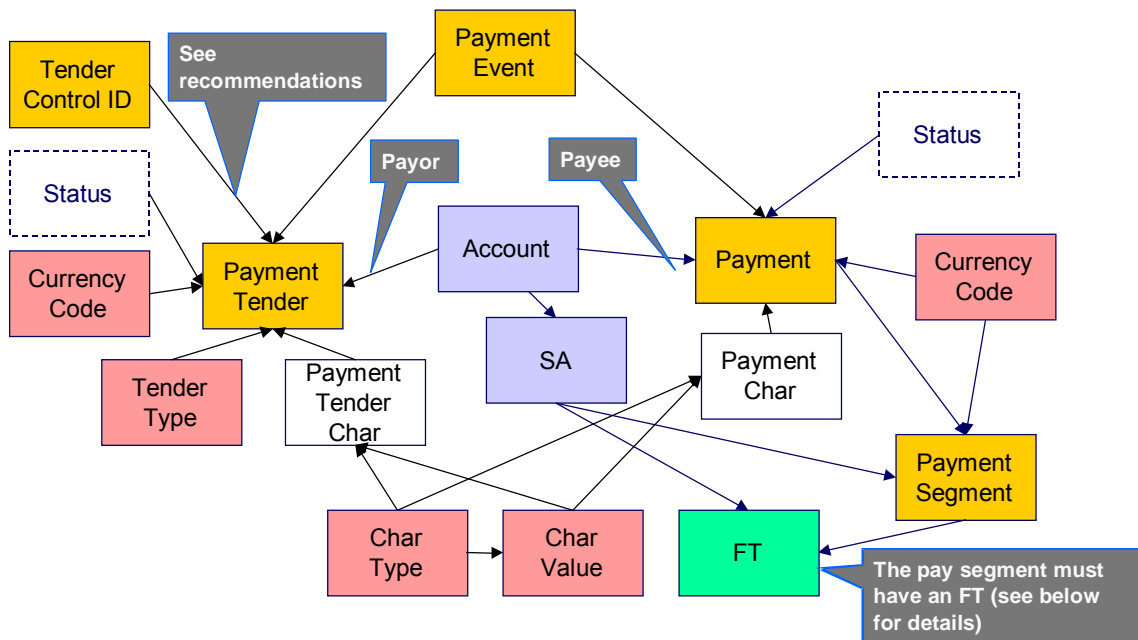 Payment
Event
See
recommendations
Tender
Control ID
Status
Status
Payor
Payee
Account
Payment
Tender
Payment
Currency
Code
Currency
Code
SA
Payment
Char
Tender
Type
Payment
Tender
Char
Payment
Segment
Char
Type
Char
Value
FT
The pay segment must
have an FT (see below
for details)